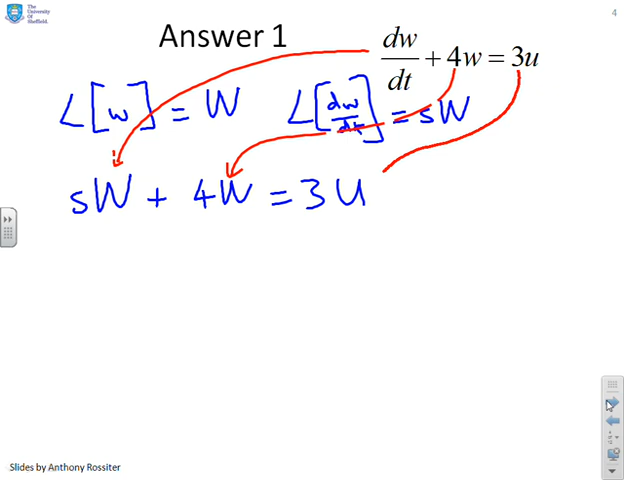 The
University
Of
Sheffield.
4
Answer 1
dw/dt + 4w = 3u
L[w] = W L[dw/dt] = sW
sW + 4W = 3U
Slides by Anthony Rossiter